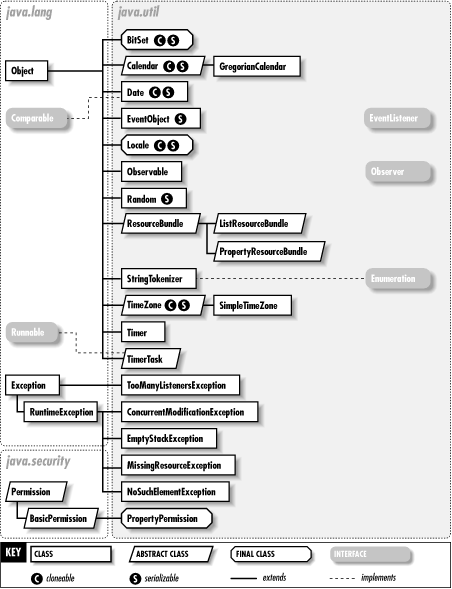 java.lang java.util
BitSet C S
Object Calendar C S GregorianCalendar
Date C S
Comparable EventObject S EventListener
Locale C S
Observable Observer
Random S
ResourceBundle ListResourceBundle
PropertyResourceBundle
StringTokenizer Enumeration
TimeZone C S SimpleTimeZone
Runnable Timer
TimerTask
Exception TooManyListenersException
RuntimeException ConcurrentModificationException
EmptyStackException
java.security MissingResourceException
Permission NoSuchElementException
BasicPermission PropertyPermission
KEY CLASS ABSTRACT CLASS FINAL CLASS INTERFACE
C cloneable S serializable extends implements